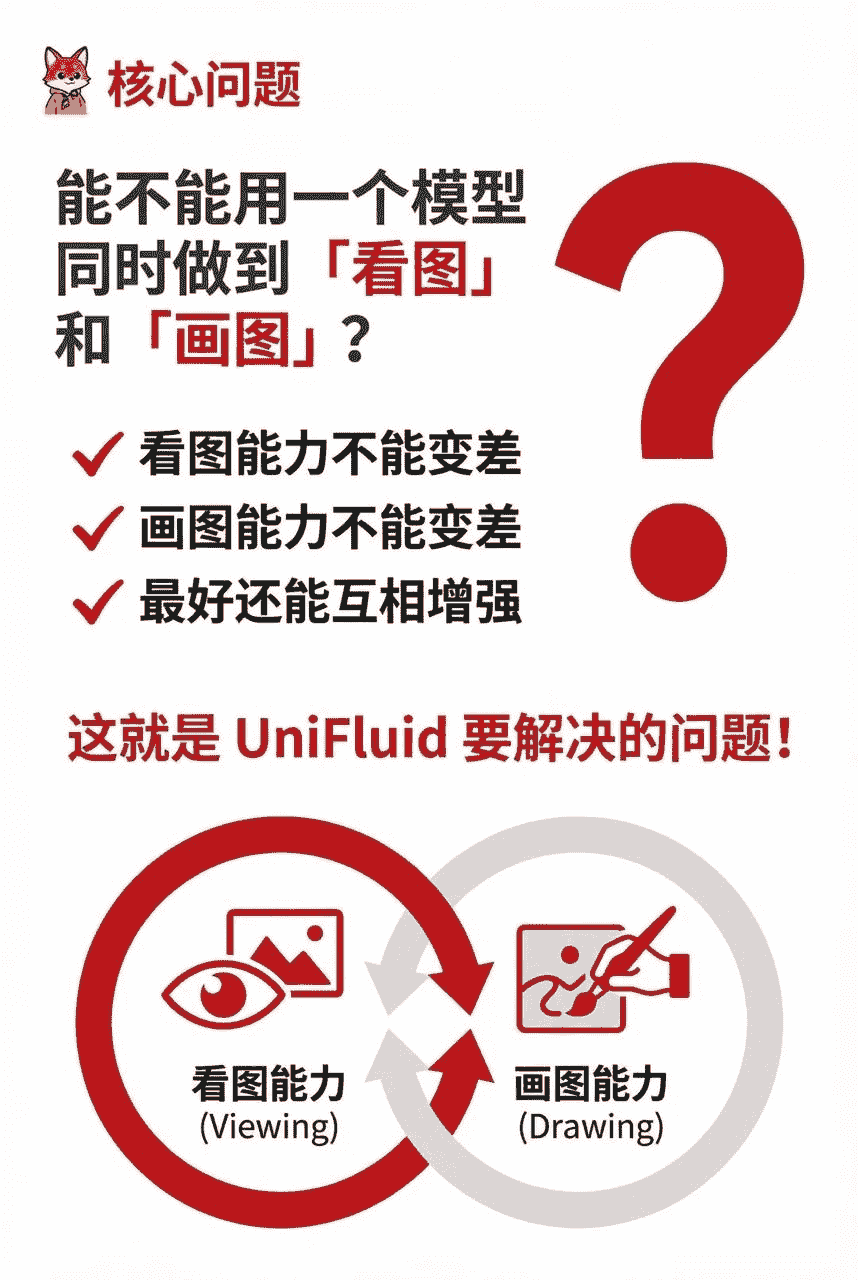 核心问题
能不能用一个模型
同时做到「看图」
和「画图」?
看图能力不能变差
画图能力不能变差
最好还能互相增强
这就是 UniFluid 要解决的问题!
看图能力
(Viewing)
画图能力
(Drawing)